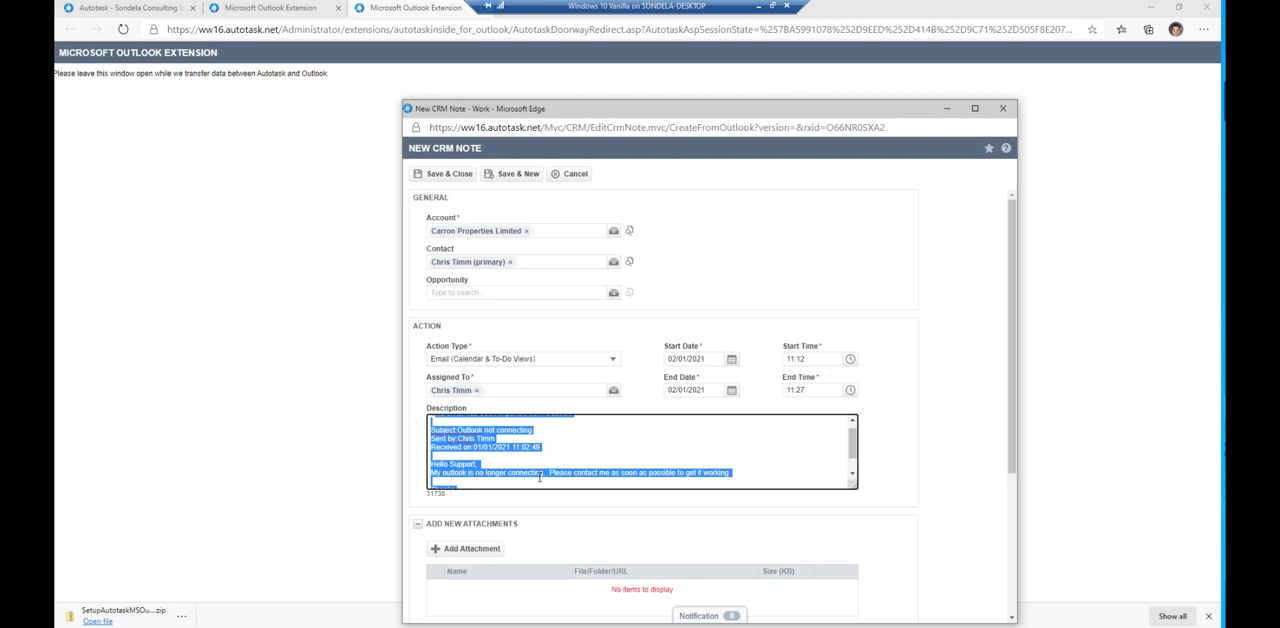 Autotask - Sondela Consulting L
Microsoft Outlook Extension
Microsoft Outlook Extension
Windows 10 Vanilla on SONDELA-DESKTOP
https://ww16.autotask.net/Administrator/extensions/autotaskinside_for_outlook/AutotaskDoorwayRedirect.asp?AutotaskAspSessionState=%257BA5991078%252D9EED%252D414B%252D9C71%252D505F8E207...
MICROSOFT OUTLOOK EXTENSION
Please leave this window open while we transfer data between Autotask and Outlook.
New CRM Note - Work - Microsoft Edge
https://ww16.autotask.net/Mvc/CRM/EditCrmNote.mvc/CreateFromOutlook?version=&rxid=O66NR0SXA2
NEW CRM NOTE
Save & Close
Save & New
Cancel
GENERAL
Account*
Carron Properties Limited ×
Contact
Chris Timm (primary) ×
Opportunity
Type to search...
ACTION
Action Type*
Start Date*
Start Time*
Email (Calendar & To-Do Views)
02/01/2021
11:12
Assigned To*
End Date*
End Time*
Chris Timm ×
02/01/2021
11:27
Description
Subject:Outlook not connecting
Sent by:Chris Timm
Received on:01/01/2021 11:02:49
Hello Support,
My outlook is no longer connecting. Please contact me as soon as possible to get it working
31738
ADD NEW ATTACHMENTS
Add Attachment
Name
File/Folder/URL
Size (KB)
No items to display
Notification 0
SetupAutotaskMSOu....zip
Open file
Show all